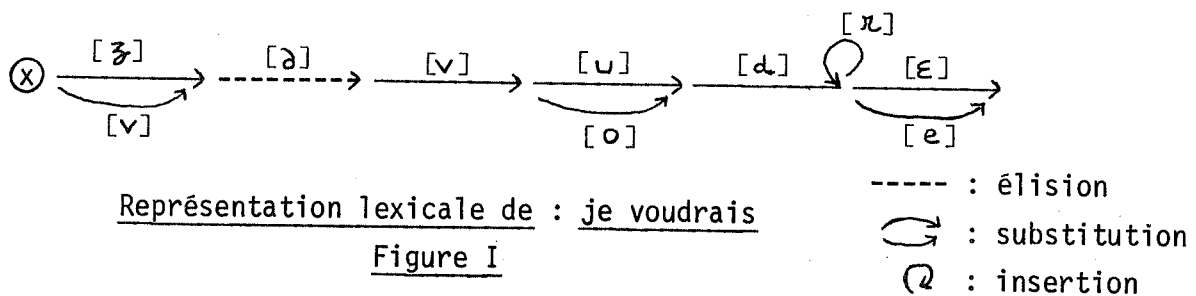 [ʒ] [ə] [v] [u] [d] [ʀ] [ɛ]
X
[v] [o] [e]
----- : élision
Représentation lexicale de : je voudrais
: substitution
Figure I
: insertion